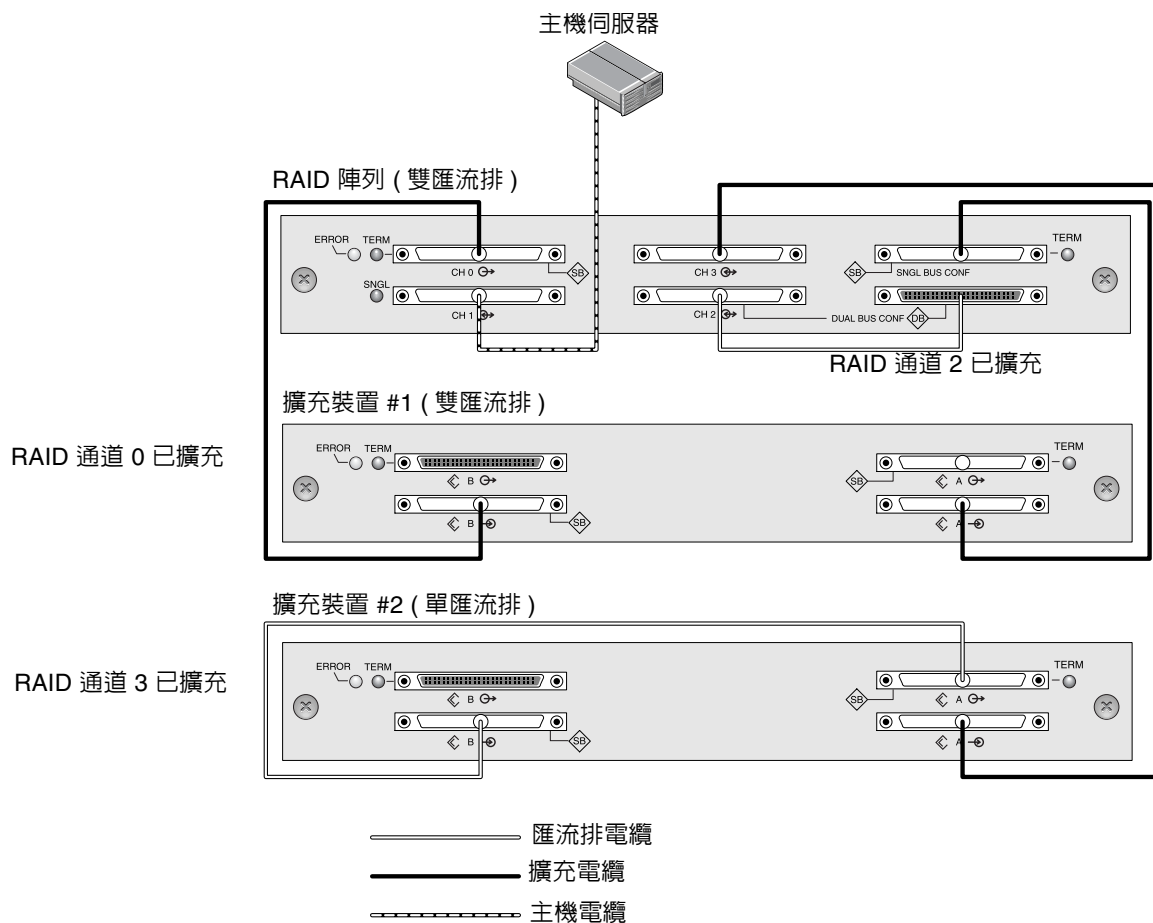 主機伺服器
RAID 陣列 ( 雙匯流排 )
ERROR TERM
CH 0
SB
CH 3
SB
SNGL BUS CONF
TERM
SNGL
CH 1
CH 2
DUAL BUS CONF
DB
RAID 通道 2 已擴充
擴充裝置 #1 ( 雙匯流排 )
RAID 通道 0 已擴充
ERROR TERM
B
SB
A
TERM
B
SB
A
擴充裝置 #2 ( 單匯流排 )
RAID 通道 3 已擴充
ERROR TERM
B
SB
A
TERM
B
SB
A
匯流排電纜
擴充電纜
主機電纜